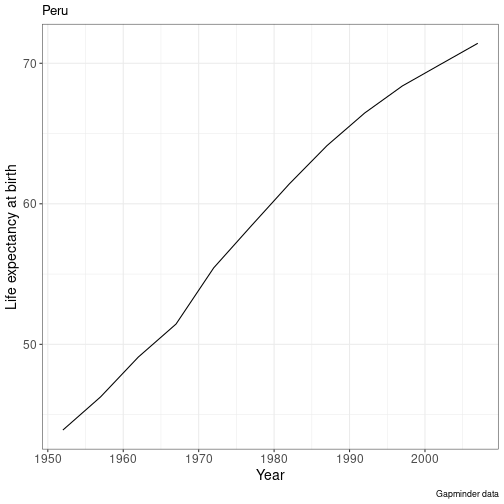 Peru
Life expectancy at birth
70
60
50
1950 1960 1970 1980 1990 2000
Year
Gapminder data